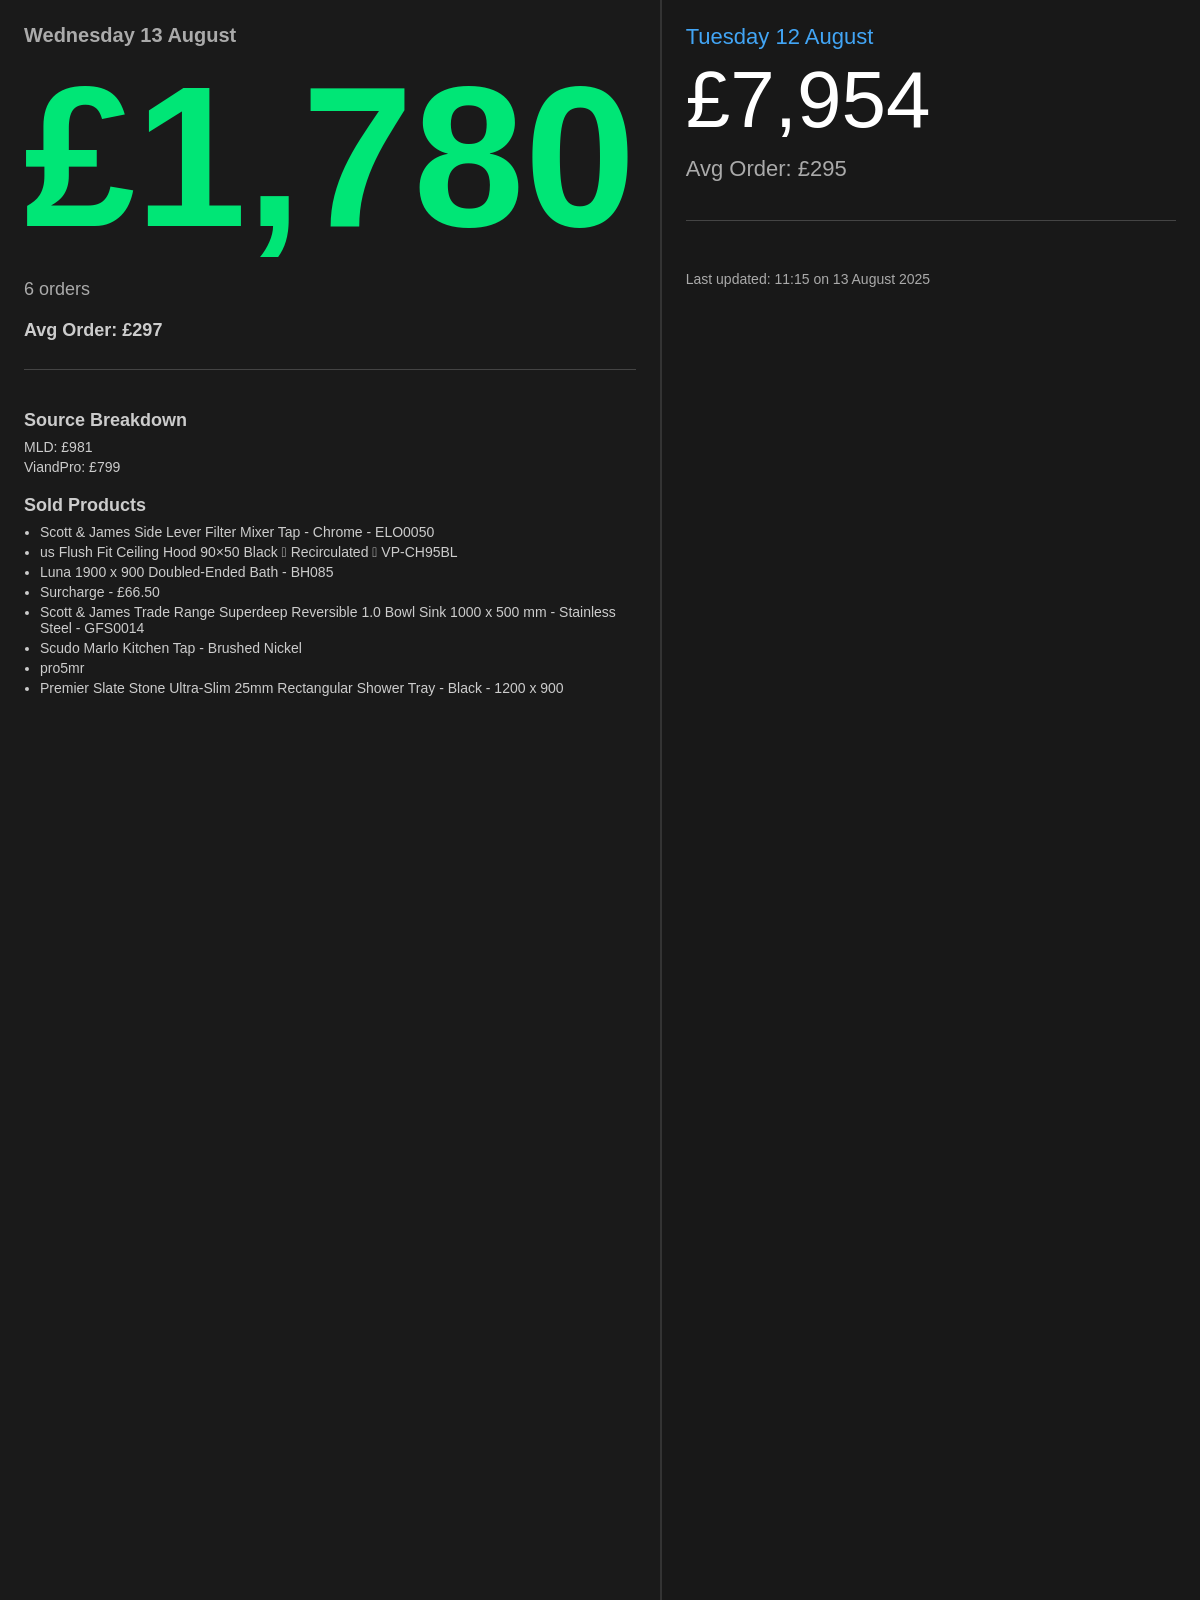 Wednesday 13 August
£1,780
6 orders
Avg Order: £297
Source Breakdown
MLD: £981
ViandPro: £799
Sold Products
• Scott & James Side Lever Filter Mixer Tap - Chrome - ELO0050
• us Flush Fit Ceiling Hood 90×50 Black  Recirculated  VP-CH95BL
• Luna 1900 x 900 Doubled-Ended Bath - BH085
• Surcharge - £66.50
• Scott & James Trade Range Superdeep Reversible 1.0 Bowl Sink 1000 x 500 mm - Stainless
Steel - GFS0014
• Scudo Marlo Kitchen Tap - Brushed Nickel
• pro5mr
• Premier Slate Stone Ultra-Slim 25mm Rectangular Shower Tray - Black - 1200 x 900
Tuesday 12 August
£7,954
Avg Order: £295
Last updated: 11:15 on 13 August 2025